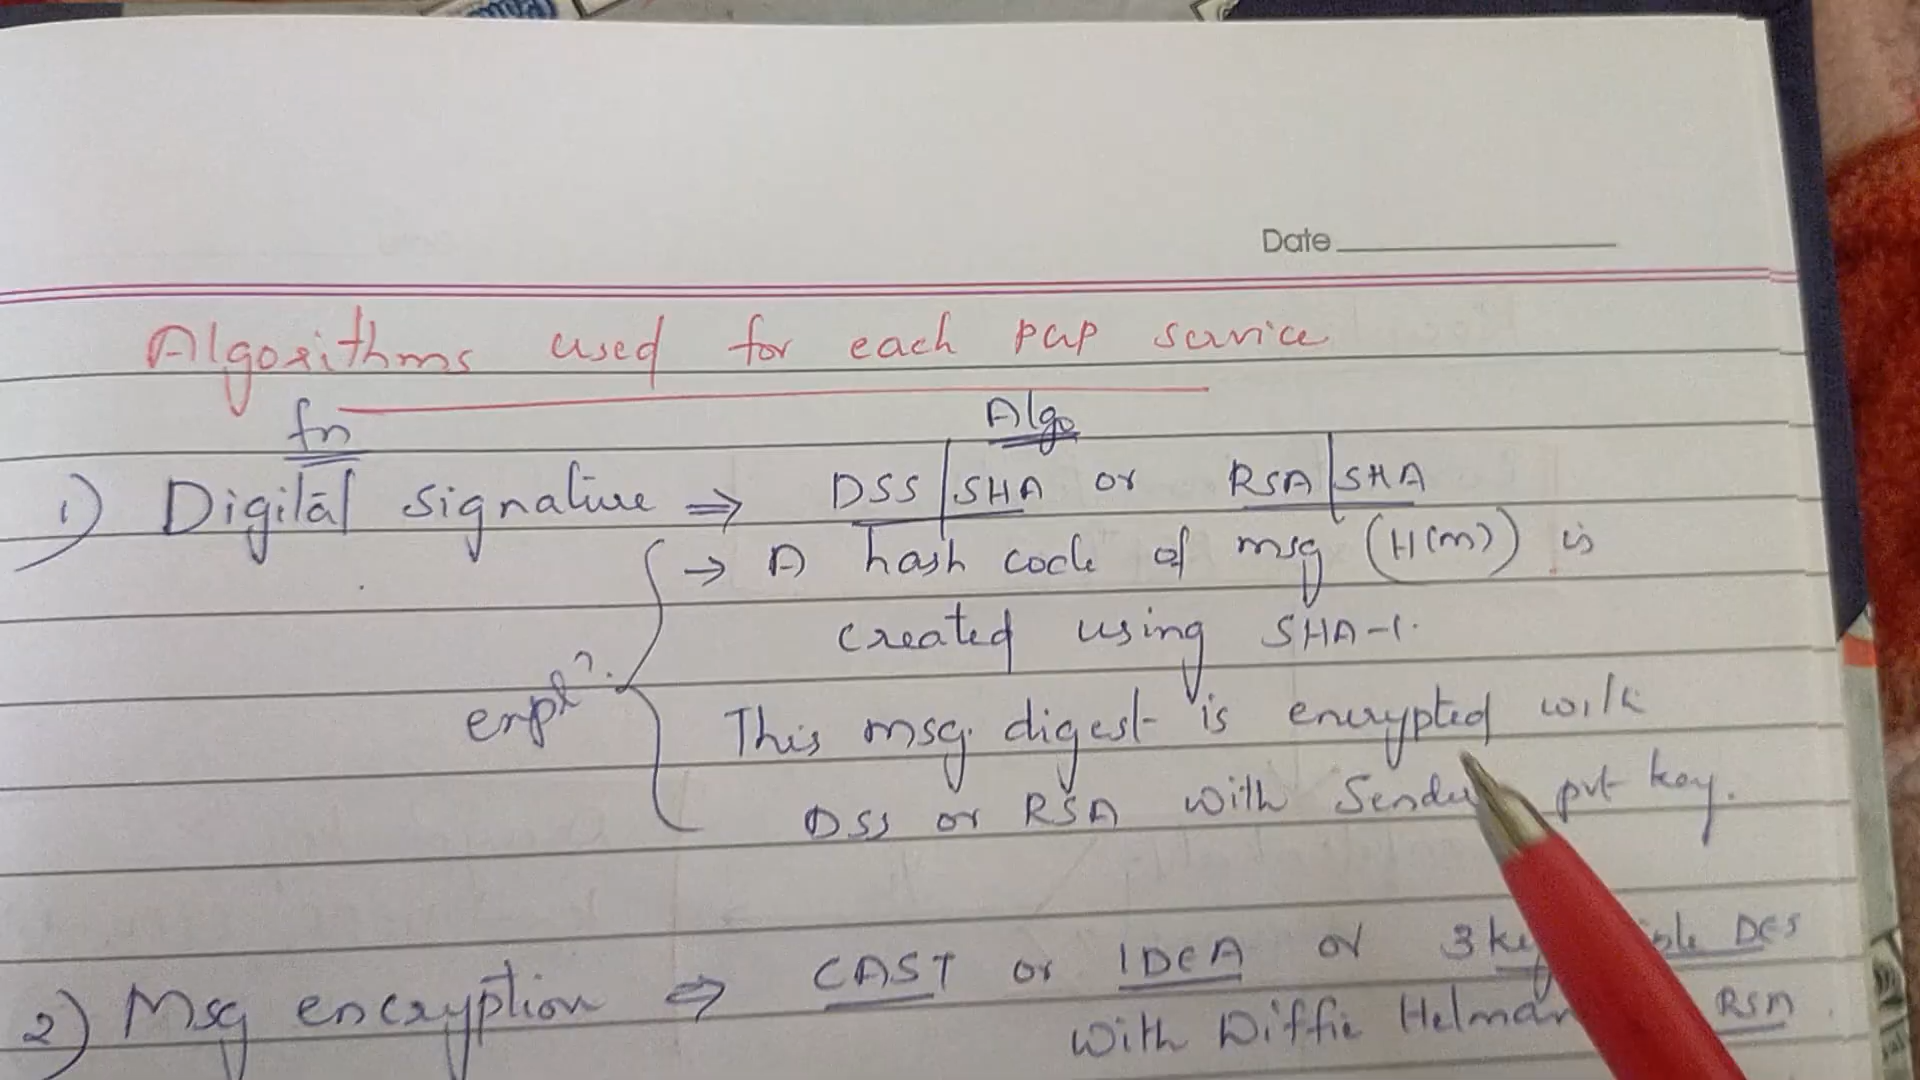 Date
Algorithms used for each PGP service
fn Algo
1) Digital signature ⇒ DSS|SHA or RSA|SHA
→ A hash code of msg (H(m)) is
created using SHA-1.
expln.
This msg. digest is encrypted with
DSS or RSA with Sender pvt key.
2) Msg encryption ⇒ CAST or IDEA or 3 key DES
with Diffie Helman RSA.